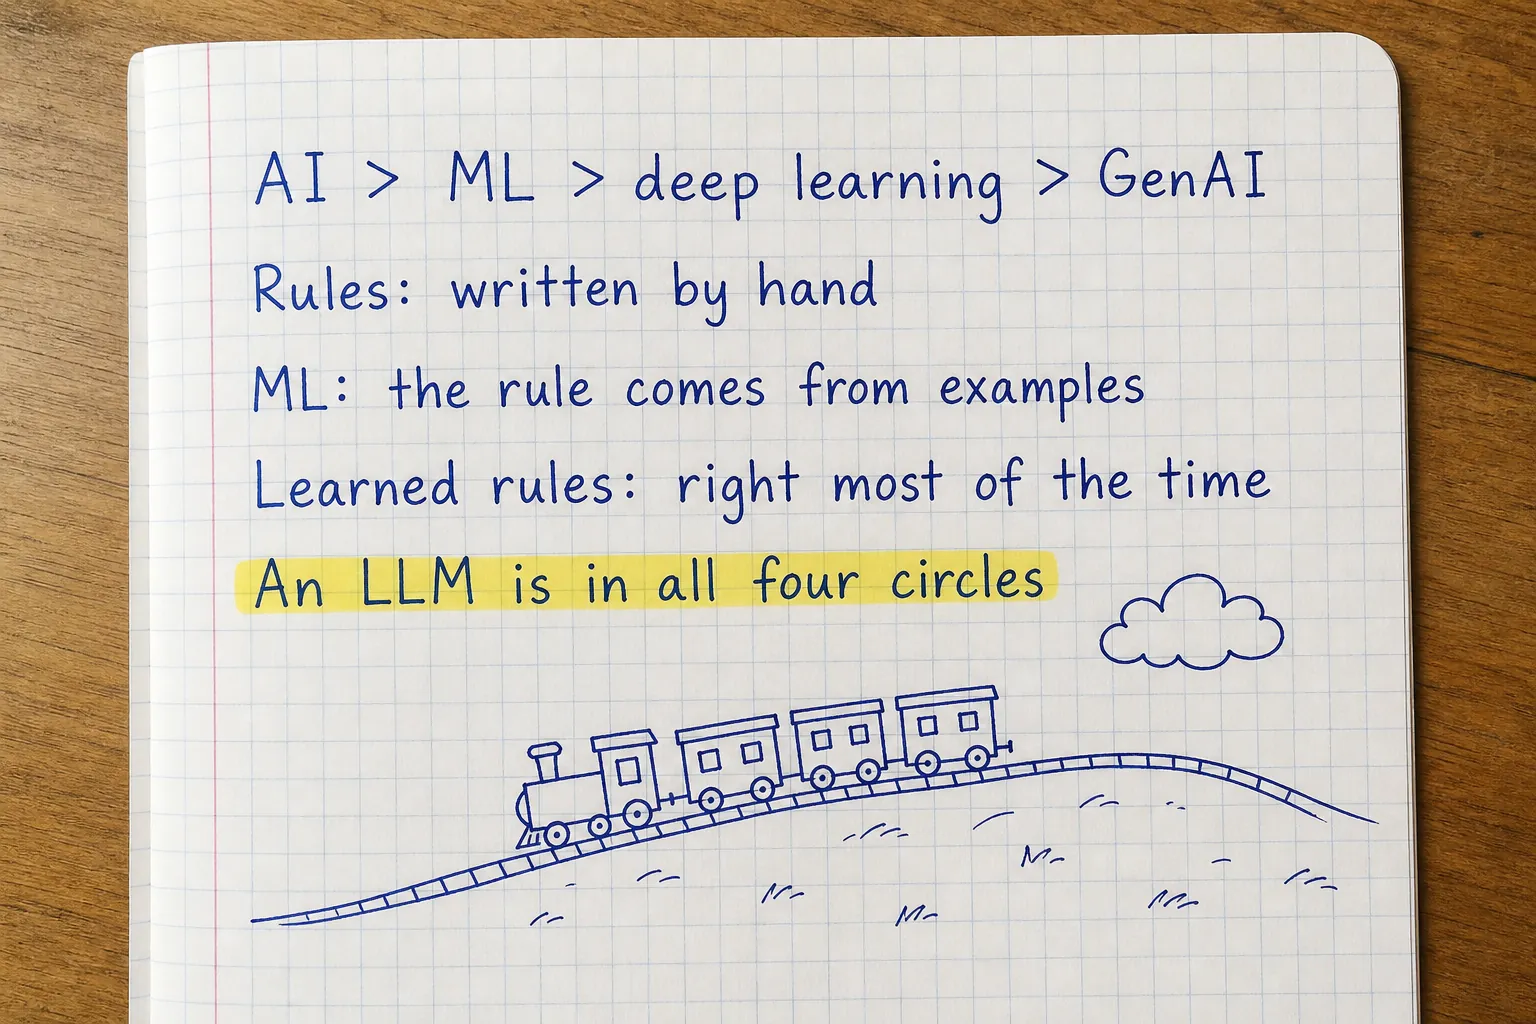 AI > ML > deep learning > GenAI
Rules: written by hand
ML: the rule comes from examples
Learned rules: right most of the time
An LLM is in all four circles